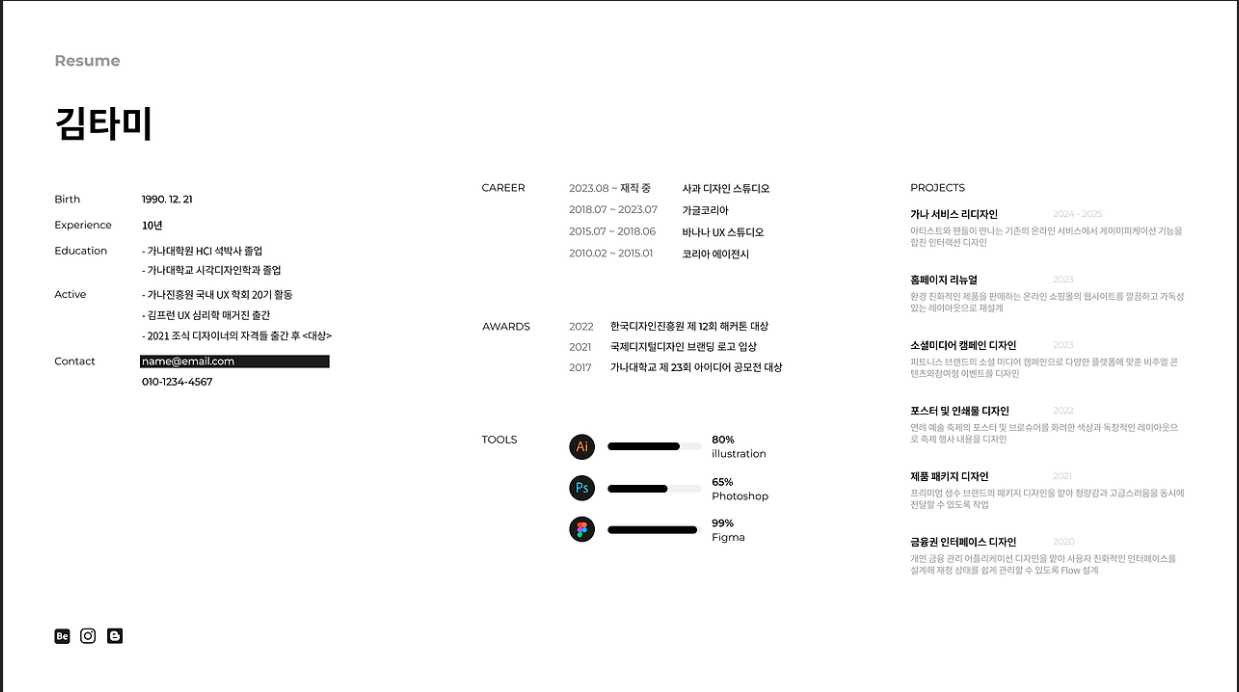 Resume
김타미
Birth 1990. 12. 21
Experience 10년
Education - 가나대학원 HCI 석박사 졸업
- 가나대학교 시각디자인학과 졸업
Active - 가나진흥원 국내 UX 학회 20기 활동
- 김프런 UX 심리학 매거진 출간
- 2021 조식 디자이너의 자격들 출간 후 <대상>
Contact name@email.com
010-1234-4567
CAREER 2023.08 ~ 재직 중 사과 디자인 스튜디오
2018.07 ~ 2023.07 가글코리아
2015.07 ~ 2018.06 바나나 UX 스튜디오
2010.02 ~ 2015.01 코리아 에이전시
AWARDS 2022 한국디자인진흥원 제 12회 해커톤 대상
2021 국제디지털디자인 브랜딩 로고 입상
2017 가나대학교 제 23회 아이디어 공모전 대상
TOOLS
Ai 80%
illustration
Ps 65%
Photoshop
99%
Figma
PROJECTS
가나 서비스 리디자인 2024 - 2025
아티스트와 팬들이 만나는 기존의 온라인 서비스에서 게이미피케이션 기능을
합친 인터랙션 디자인
홈페이지 리뉴얼 2023
환경 친화적인 제품을 판매하는 온라인 쇼핑몰의 웹사이트를 깔끔하고 가독성
있는 레이아웃으로 재설계
소셜미디어 캠페인 디자인 2023
피트니스 브랜드의 소셜 미디어 캠페인으로 다양한 플랫폼에 맞춘 비주얼 콘
텐츠와참여형 이벤트를 디자인
포스터 및 인쇄물 디자인 2022
연례 예술 축제의 포스터 및 브로슈어를 화려한 색상과 독창적인 레이아웃으
로 축제 행사 내용을 디자인
제품 패키지 디자인 2021
프리미엄 생수 브랜드의 패키지 디자인을 맡아 청량감과 고급스러움을 동시에
전달할 수 있도록 작업
금융권 인터페이스 디자인 2020
개인 금융 관리 어플리케이션 디자인을 맡아 사용자 친화적인 인터페이스를
설계해 재정 상태를 쉽게 관리할 수 있도록 Flow 설계
Be